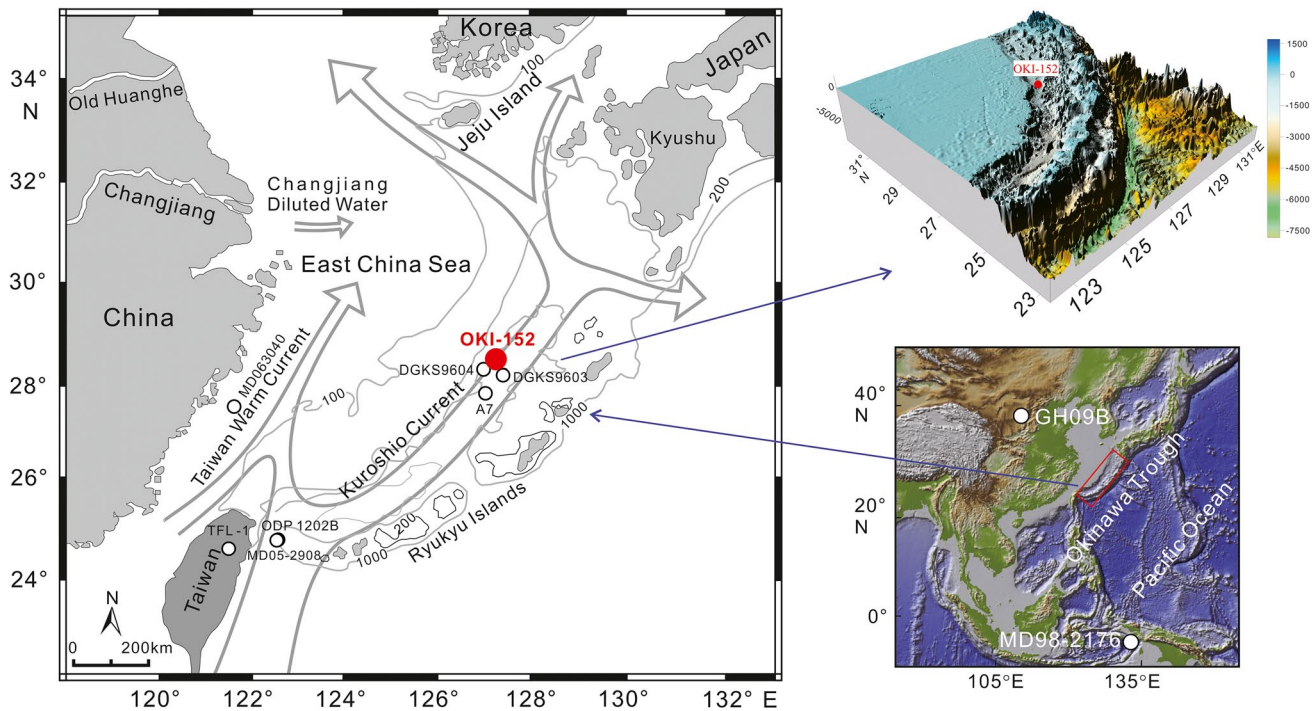 Korea
Japan
34°
N
100
Jeju Island
Old Huanghe
Kyushu
32°
Changjiang
Changjiang
Diluted Water
200
East China Sea
30°
China
OKI-152
MD063040
DGKS9604
DGKS9603
28°
A7
100
Taiwan Warm Current
Kuroshio Current
1000
26°
TFL-1
ODP 1202B
200
MD05-2908
1000
Ryukyu Islands
24°
Taiwan
N
0
200km
120°
122°
124°
126°
128°
130°
132° E
OKI-152
0
-5000
31°
N
29
27
25
23
123
125
127
129
131°E
1500
0
-1500
-3000
-4500
-6000
-7500
40°
N
GH09B
20°
N
Okinawa Trough
Pacific Ocean
0°
MD98-2176
105°E
135°E